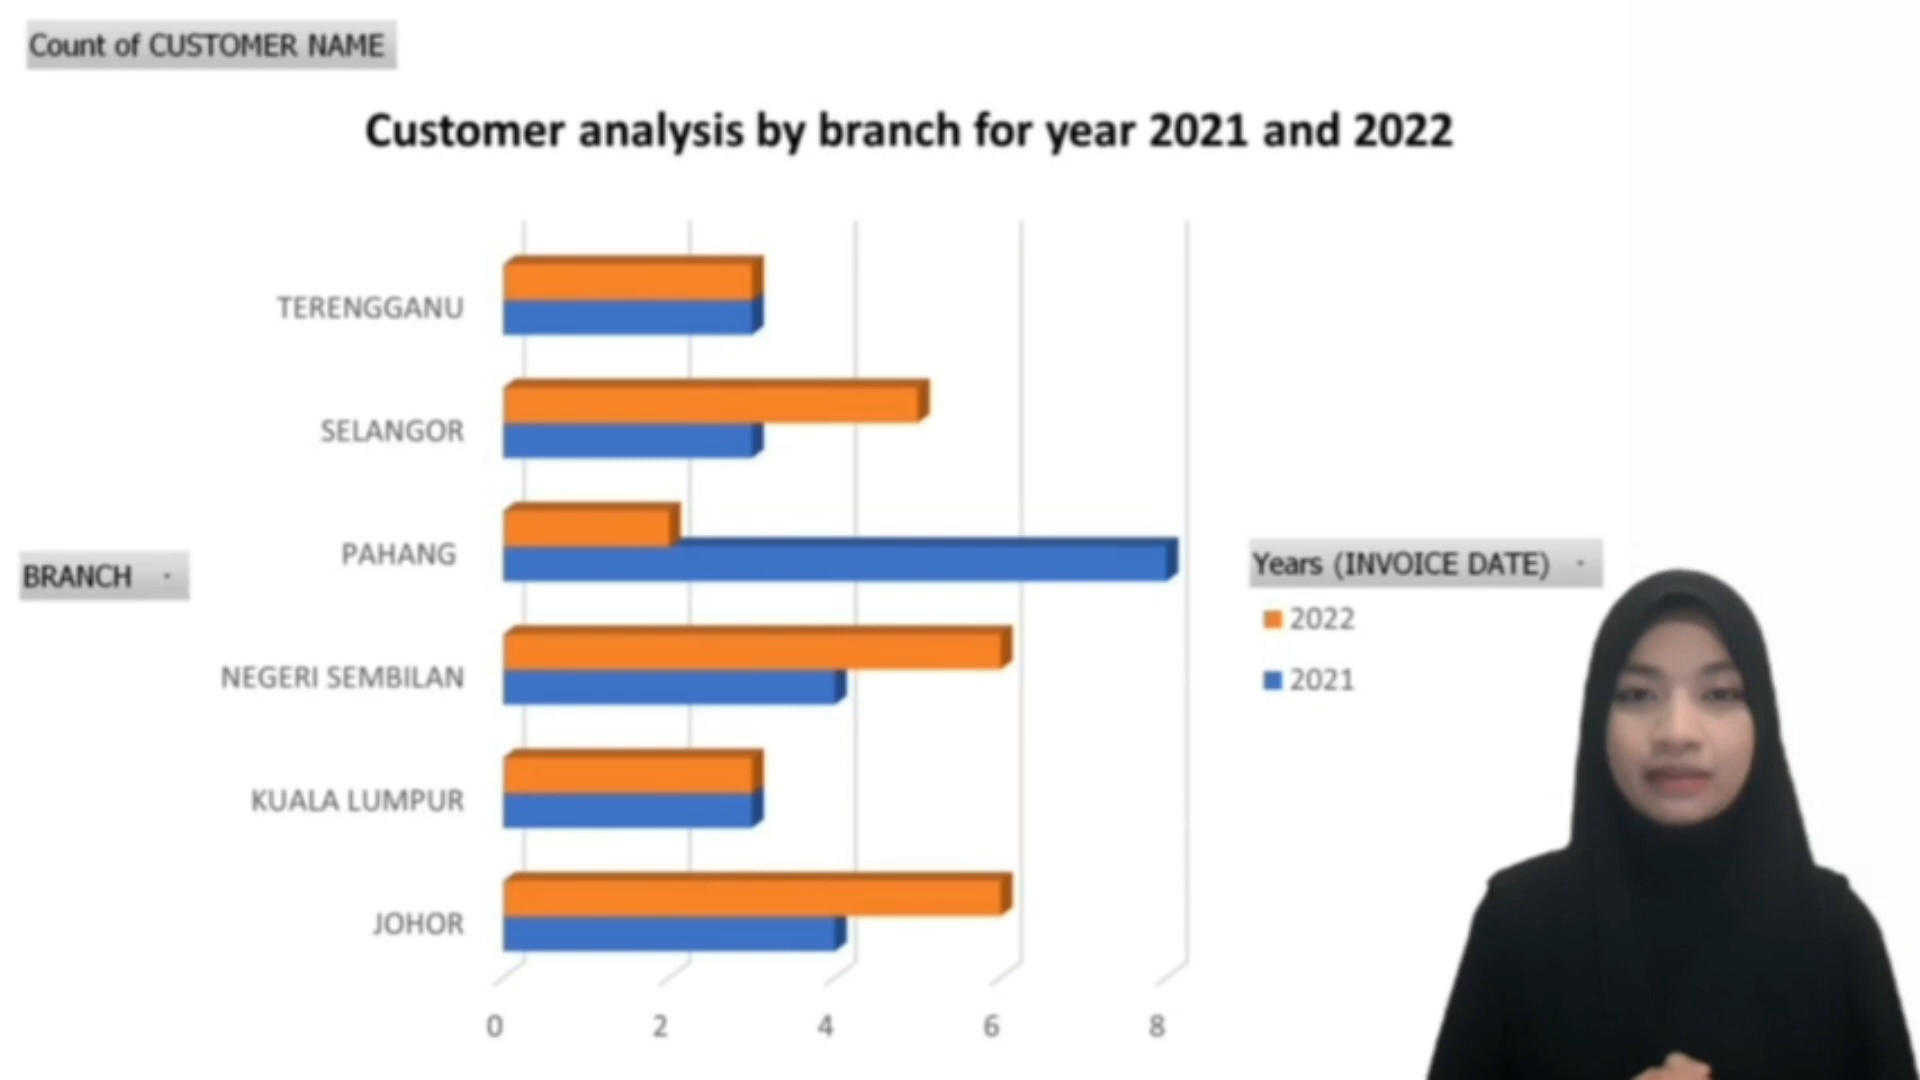 Count of CUSTOMER NAME
Customer analysis by branch for year 2021 and 2022
TERENGGANU
SELANGOR
PAHANG
BRANCH
Years (INVOICE DATE)
2022
2021
NEGERI SEMBILAN
KUALA LUMPUR
JOHOR
0 2 4 6 8